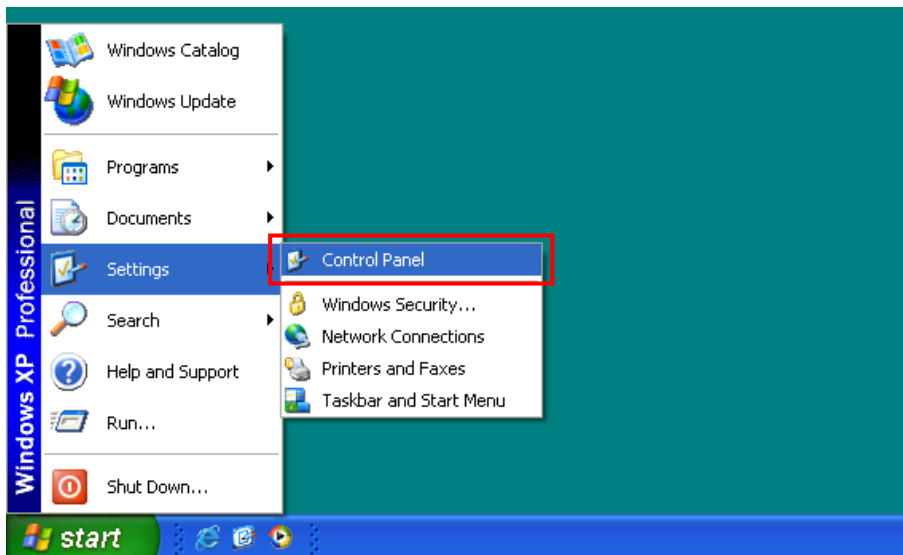 Windows Catalog
Windows Update
Programs
Documents
Settings
Search
Help and Support
Run...
Shut Down...
Windows XP Professional
Control Panel
Windows Security...
Network Connections
Printers and Faxes
Taskbar and Start Menu
start